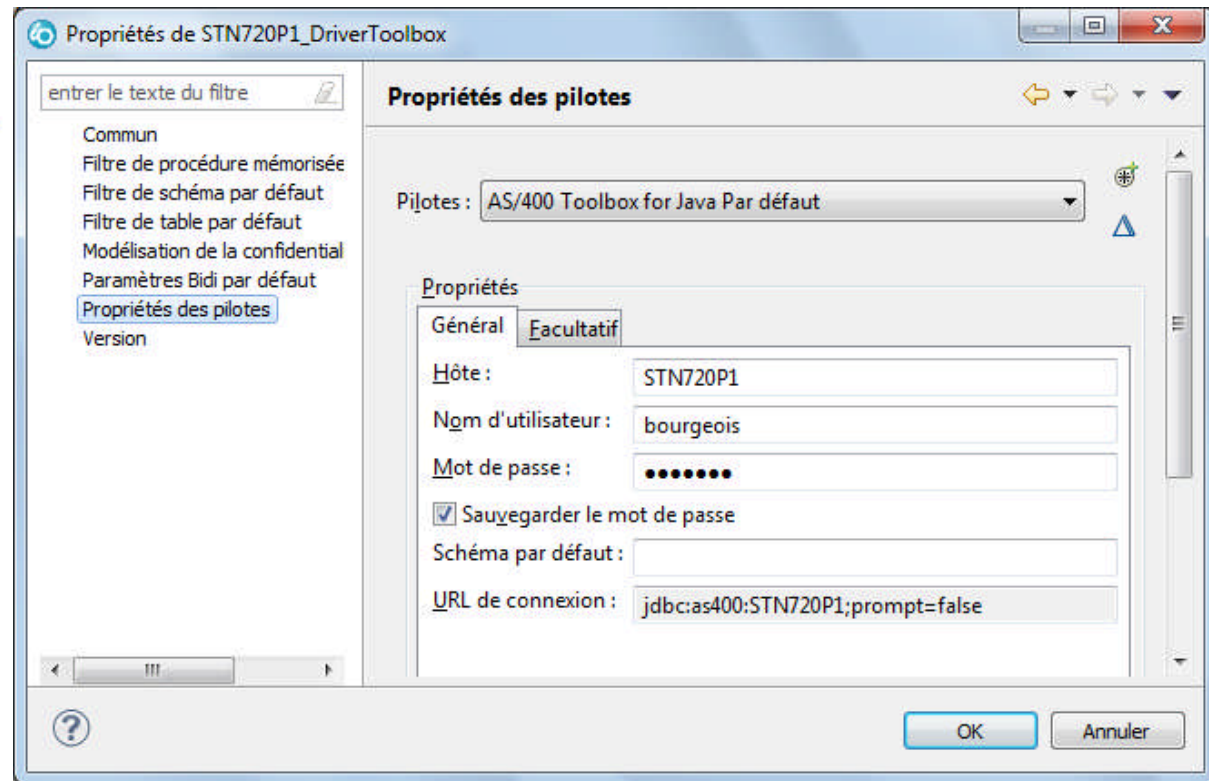 Propriétés de STN720P1_DriverToolbox
entrer le texte du filtre
Commun
Filtre de procédure mémorisée
Filtre de schéma par défaut
Filtre de table par défaut
Modélisation de la confidential
Paramètres Bidi par défaut
Propriétés des pilotes
Version
Propriétés des pilotes
Pilotes : AS/400 Toolbox for Java Par défaut
Propriétés
Général Facultatif
Hôte : STN720P1
Nom d'utilisateur : bourgeois
Mot de passe : •••••••
Sauvegarder le mot de passe
Schéma par défaut :
URL de connexion : jdbc:as400:STN720P1;prompt=false
OK Annuler